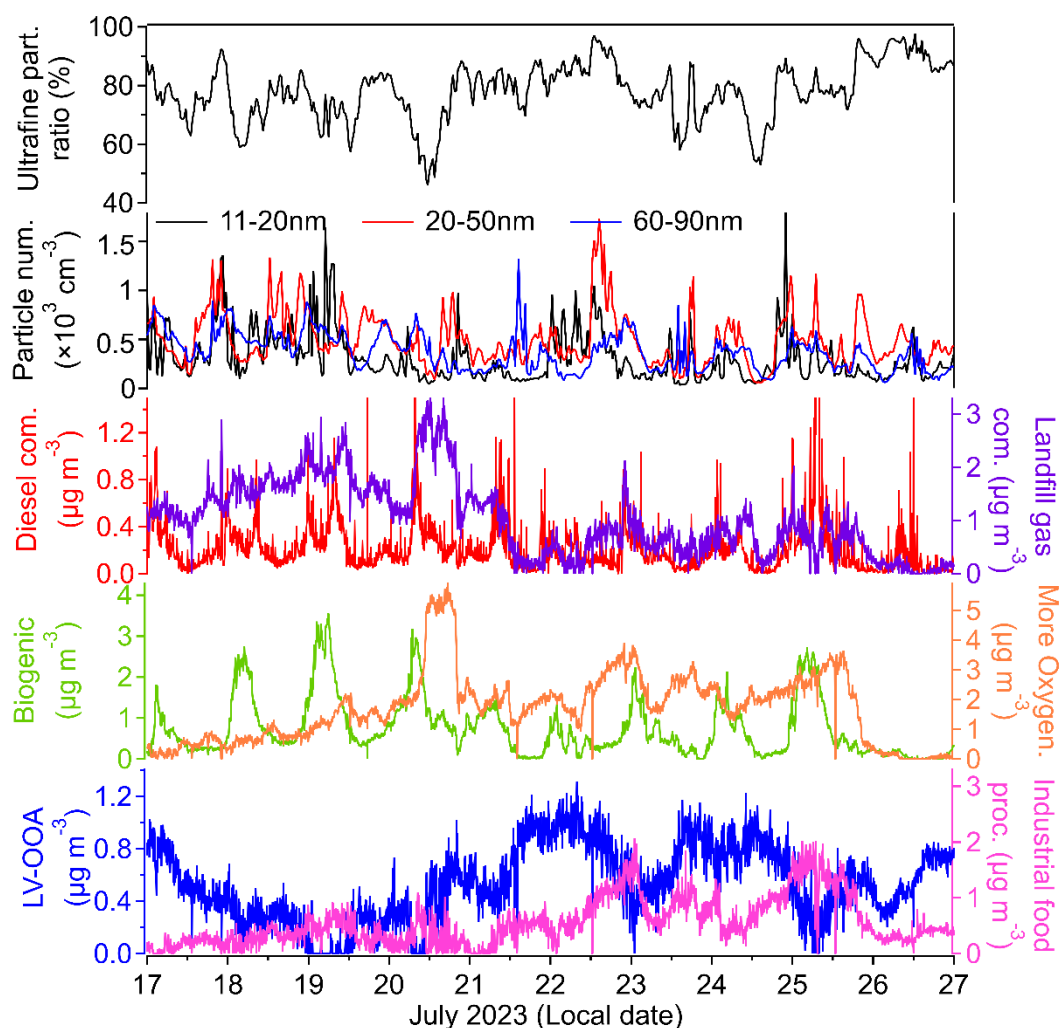 Ultrafine part.
ratio (%)
100
80
60
40
Particle num.
(×10³ cm⁻³)
11-20nm 20-50nm 60-90nm
1.5
1
0.5
0
Diesel com.
(µg m⁻³)
1.2
0.8
0.4
0.0
3
2
1
0
Landfill gas
com. (µg m⁻³)
Biogenic
(µg m⁻³)
4
3
2
1
0
5
4
3
2
1
0
More Oxygen.
(µg m⁻³)
LV-OOA
(µg m⁻³)
1.2
0.8
0.4
0.0
3
2
1
0
Industrial food
proc. (µg m⁻³)
17 18 19 20 21 22 23 24 25 26 27
July 2023 (Local date)